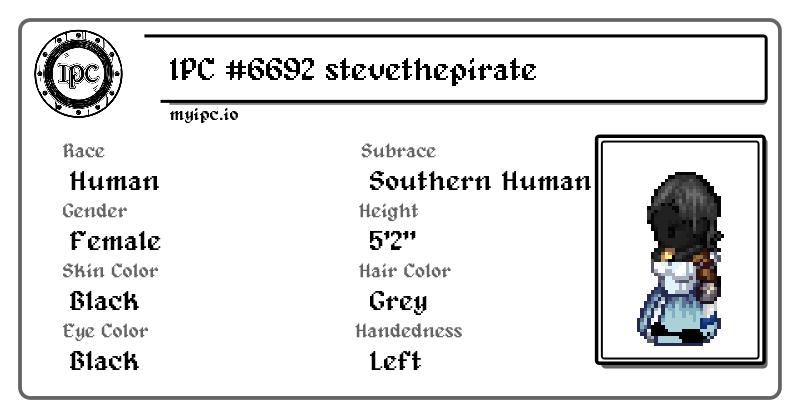 IPC
IPC #6692 stevethepirate
myipc.io
Race
Human
Subrace
Southern Human
Gender
Female
Height
5'2"
Skin Color
Black
Hair Color
Grey
Eye Color
Black
Handedness
Left